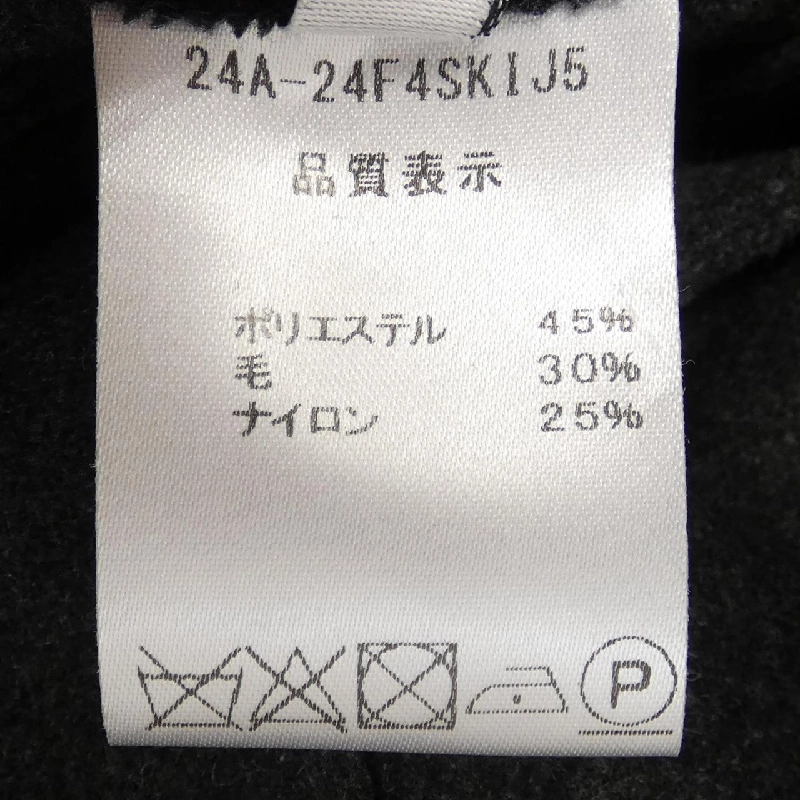 24A-24F4SKIJ5
品質表示
ポリエステル 45%
毛 30%
ナイロン 25%
P